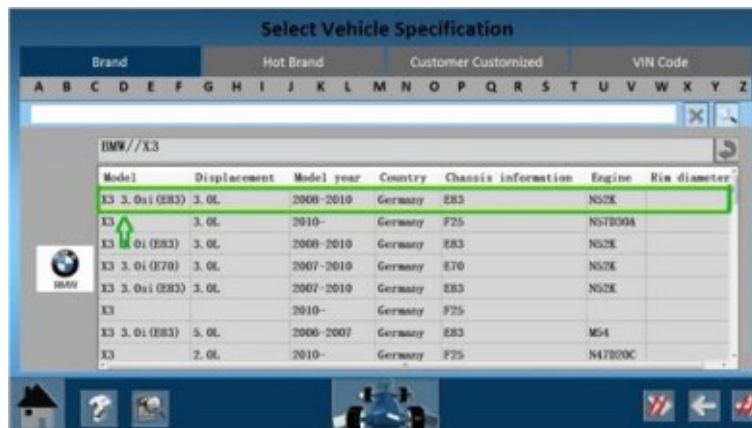 Select Vehicle Specification
Brand Hot Brand Customer Customized VIN Code
A B C D E F G H I J K L M N O P Q R S T U V W X Y Z
BMW//X3
Model Displacement Model year Country Chassis information Engine Rim diameter
X3 3.0si(E83) 3.0L 2008-2010 Germany E83 N52K
X3 3.0L 2010- Germany F25 N57D30A
X3 3.0i(E83) 3.0L 2008-2010 Germany E83 N52K
X3 3.0i(E70) 3.0L 2007-2010 Germany E70 N52K
X3 3.0si(E83) 3.0L 2007-2010 Germany E83 N52K
X3 2010- Germany F25
X3 3.0i(E83) 5.0L 2006-2007 Germany E83 M54
X3 2.0L 2010- Germany F25 N47D20C
BMW